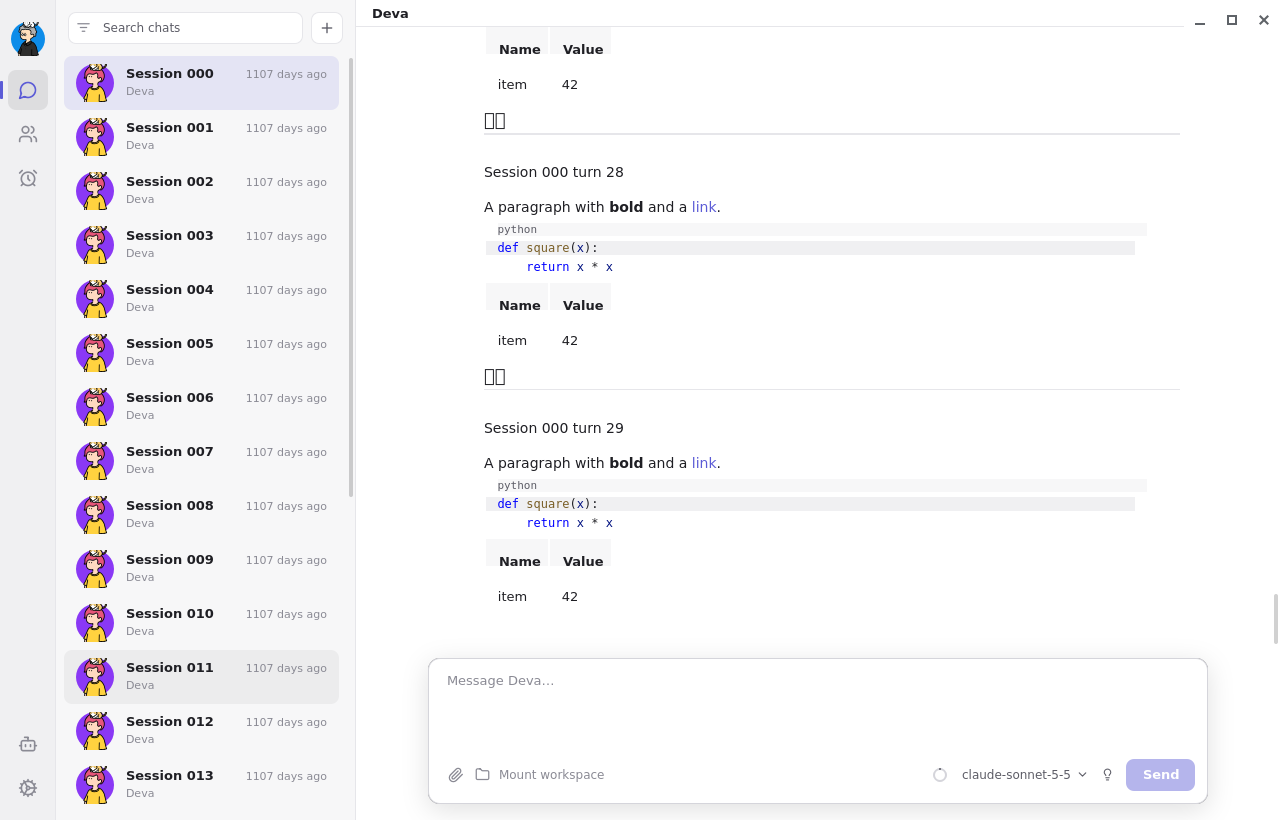 Search chats
Session 000 1107 days ago
Deva
Session 001 1107 days ago
Deva
Session 002 1107 days ago
Deva
Session 003 1107 days ago
Deva
Session 004 1107 days ago
Deva
Session 005 1107 days ago
Deva
Session 006 1107 days ago
Deva
Session 007 1107 days ago
Deva
Session 008 1107 days ago
Deva
Session 009 1107 days ago
Deva
Session 010 1107 days ago
Deva
Session 011 1107 days ago
Deva
Session 012 1107 days ago
Deva
Session 013 1107 days ago
Deva
Deva
Name Value
item 42
Session 000 turn 28
A paragraph with bold and a link.
python
def square(x):
    return x * x
Name Value
item 42
Session 000 turn 29
A paragraph with bold and a link.
python
def square(x):
    return x * x
Name Value
item 42
Message Deva…
Mount workspace
claude-sonnet-5-5
Send